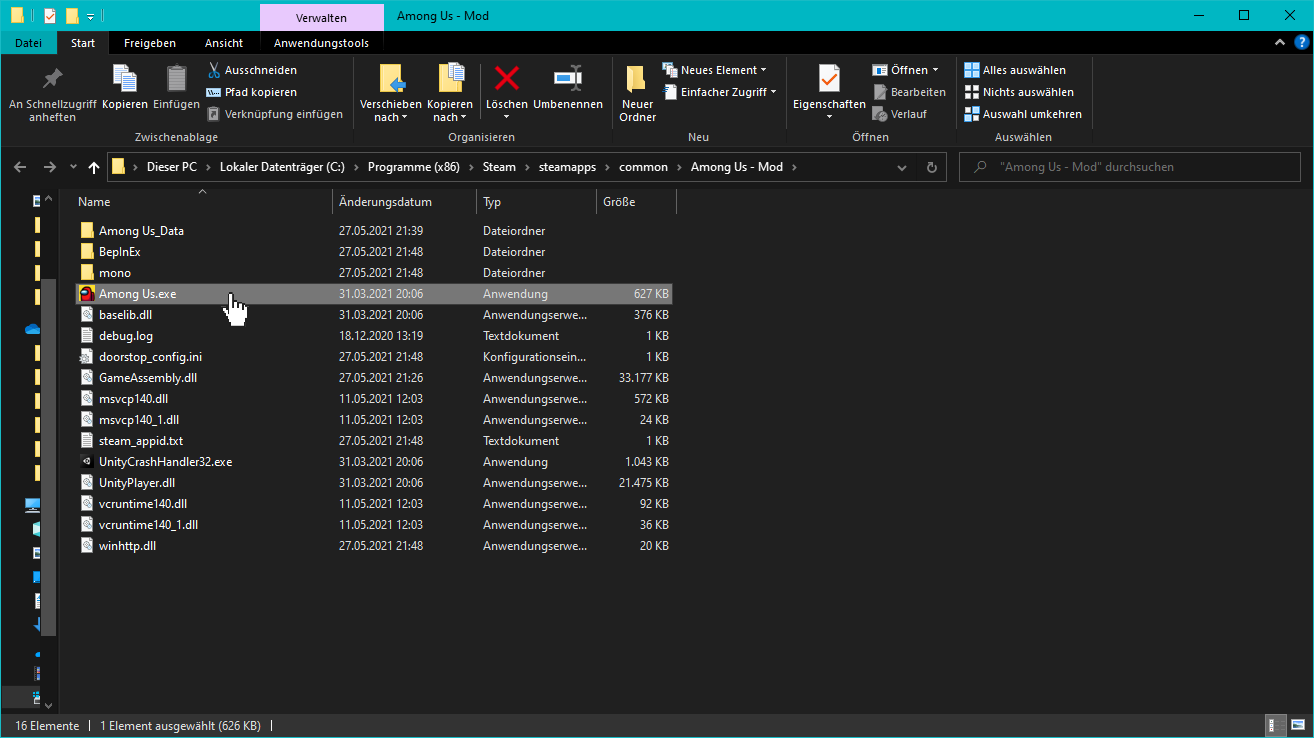 Verwalten Among Us - Mod
Datei Start Freigeben Ansicht Anwendungstools
An Schnellzugriff anheften
Kopieren
Einfügen
Ausschneiden
Pfad kopieren
Verknüpfung einfügen
Zwischenablage
Verschieben nach
Kopieren nach
Löschen
Umbenennen
Organisieren
Neuer Ordner
Neues Element
Einfacher Zugriff
Neu
Eigenschaften
Öffnen
Bearbeiten
Verlauf
Öffnen
Alles auswählen
Nichts auswählen
Auswahl umkehren
Auswählen
Dieser PC Lokaler Datenträger (C:) Programme (x86) Steam steamapps common Among Us - Mod
"Among Us - Mod" durchsuchen
Name Änderungsdatum Typ Größe
Among Us_Data 27.05.2021 21:39 Dateiordner
BepInEx 27.05.2021 21:48 Dateiordner
mono 27.05.2021 21:48 Dateiordner
Among Us.exe 31.03.2021 20:06 Anwendung 627 KB
baselib.dll 31.03.2021 20:06 Anwendungserwe... 376 KB
debug.log 18.12.2020 13:19 Textdokument 1 KB
doorstop_config.ini 27.05.2021 21:48 Konfigurationsein... 1 KB
GameAssembly.dll 27.05.2021 21:26 Anwendungserwe... 33.177 KB
msvcp140.dll 11.05.2021 12:03 Anwendungserwe... 572 KB
msvcp140_1.dll 11.05.2021 12:03 Anwendungserwe... 24 KB
steam_appid.txt 27.05.2021 21:48 Textdokument 1 KB
UnityCrashHandler32.exe 31.03.2021 20:06 Anwendung 1.043 KB
UnityPlayer.dll 31.03.2021 20:06 Anwendungserwe... 21.475 KB
vcruntime140.dll 11.05.2021 12:03 Anwendungserwe... 92 KB
vcruntime140_1.dll 11.05.2021 12:03 Anwendungserwe... 36 KB
winhttp.dll 27.05.2021 21:48 Anwendungserwe... 20 KB
16 Elemente 1 Element ausgewählt (626 KB)